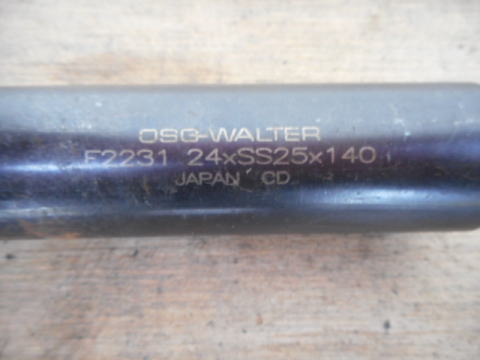 OSG-WALTER
F2231 24xSS25x140
JAPAN CD